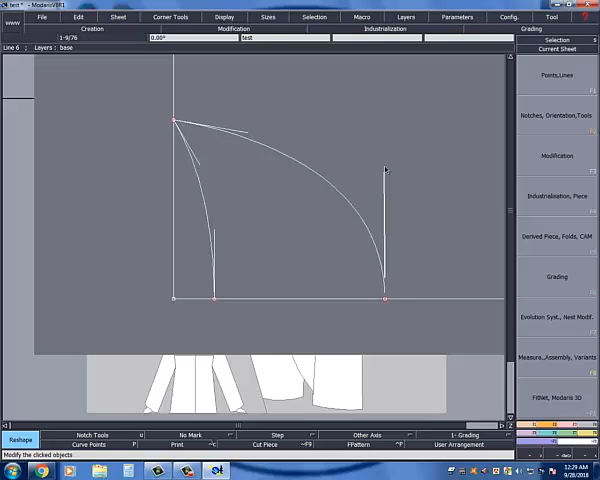 test * - ModarisV8R1
www File Edit Sheet Corner Tools Display Sizes Selection Macro Layers Parameters Config. Tool ?
Creation Modification Industrialization Grading
1-9/76 0.00° test
Selection s
Line 6 ; Layers : base
Current Sheet
Points,Lines
F1
Notches, Orientation,Tools
F2
Modification
F3
Industrialisation, Piece
F4
Derived Piece, Folds, CAM
F5
Grading
F6
Evolution Syst., Nest Modif.
F7
Measure.,Assembly, Variants
F8
FitNet, Modaris 3D
Reshape Notch Tools u No Mark Step Other Axis 1- Grading
Curve Points ^F Print ~c Cut Piece ~F9 FPattern ^P User Arrangement
Modify the clicked objects
12:29 AM
9/28/2018